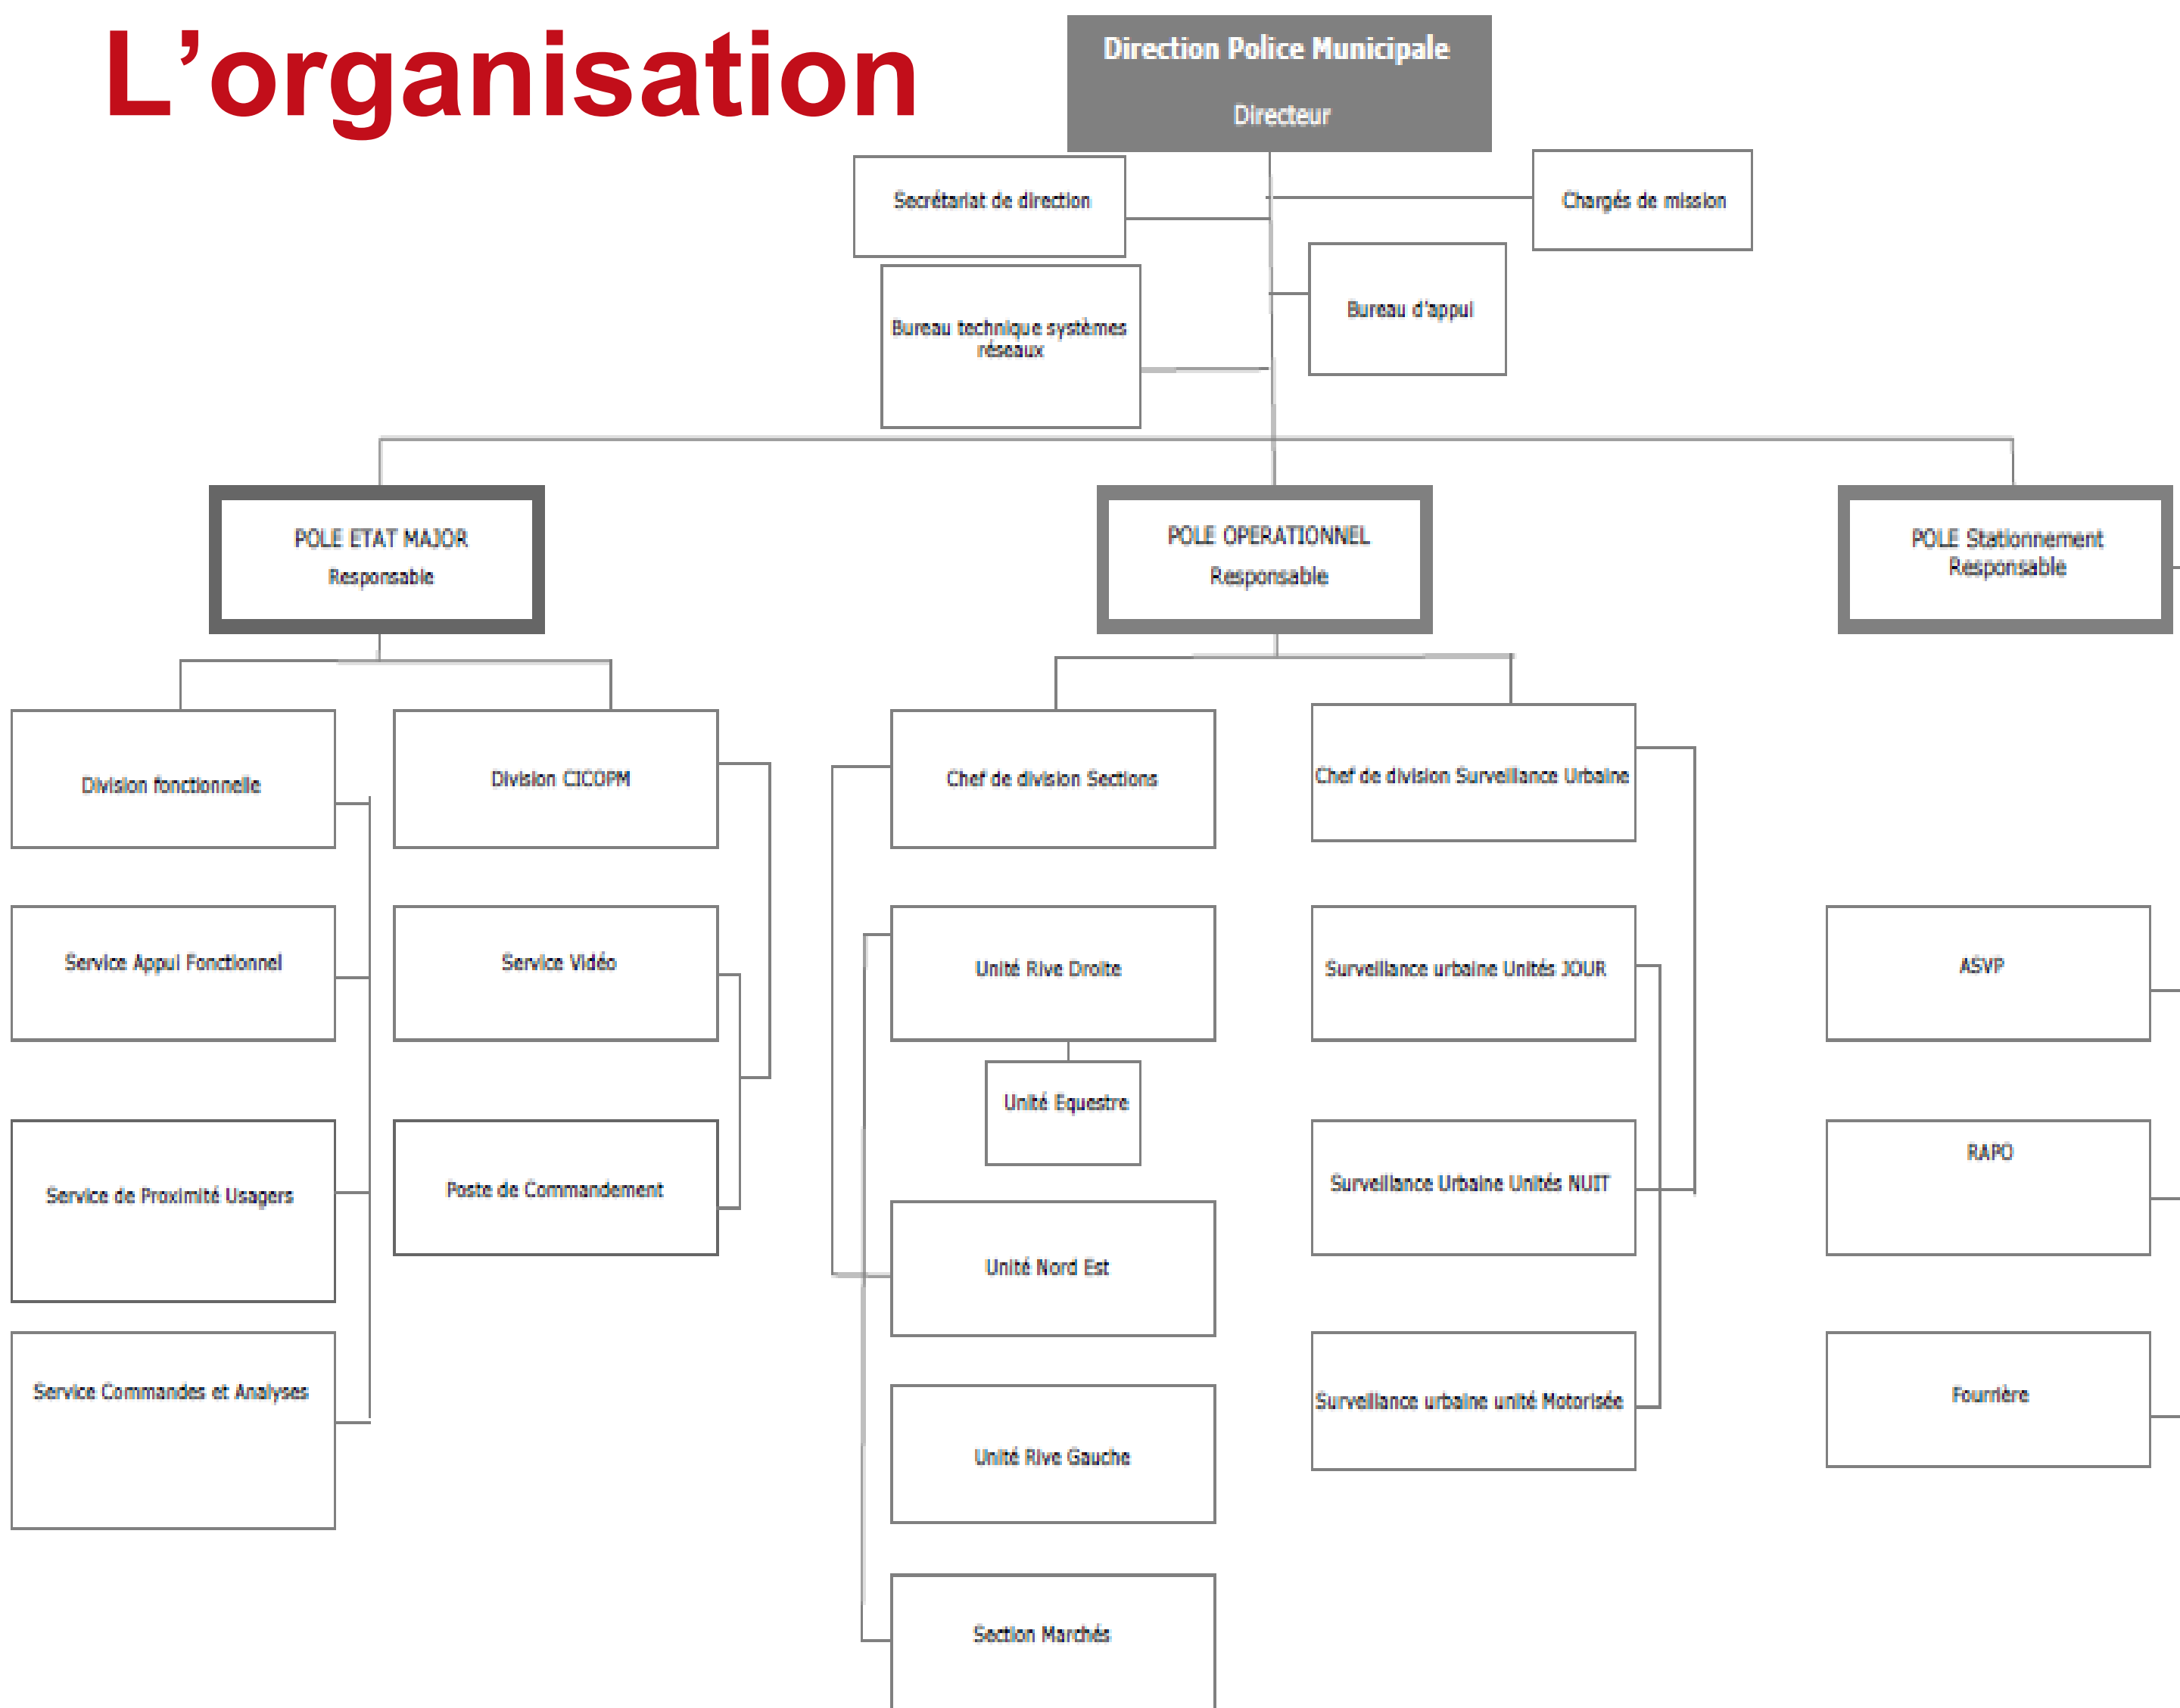 L’organisation
Direction Police Municipale
Directeur
Secrétariat de direction
Chargés de mission
Bureau technique systèmes
réseaux
Bureau d'appui
POLE ETAT MAJOR
Responsable
POLE OPERATIONNEL
Responsable
POLE Stationnement
Responsable
Division fonctionnelle
Division CICOPM
Chef de division Sections
Chef de division Surveillance Urbaine
Service Appui Fonctionnel
Service Vidéo
Unité Rive Droite
Surveillance urbaine Unités JOUR
ASVP
Unité Equestre
Service de Proximité Usagers
Poste de Commandement
Surveillance Urbaine Unités NUIT
RAPO
Unité Nord Est
Service Commandes et Analyses
Surveillance urbaine unité Motorisée
Fourrière
Unité Rive Gauche
Section Marchés